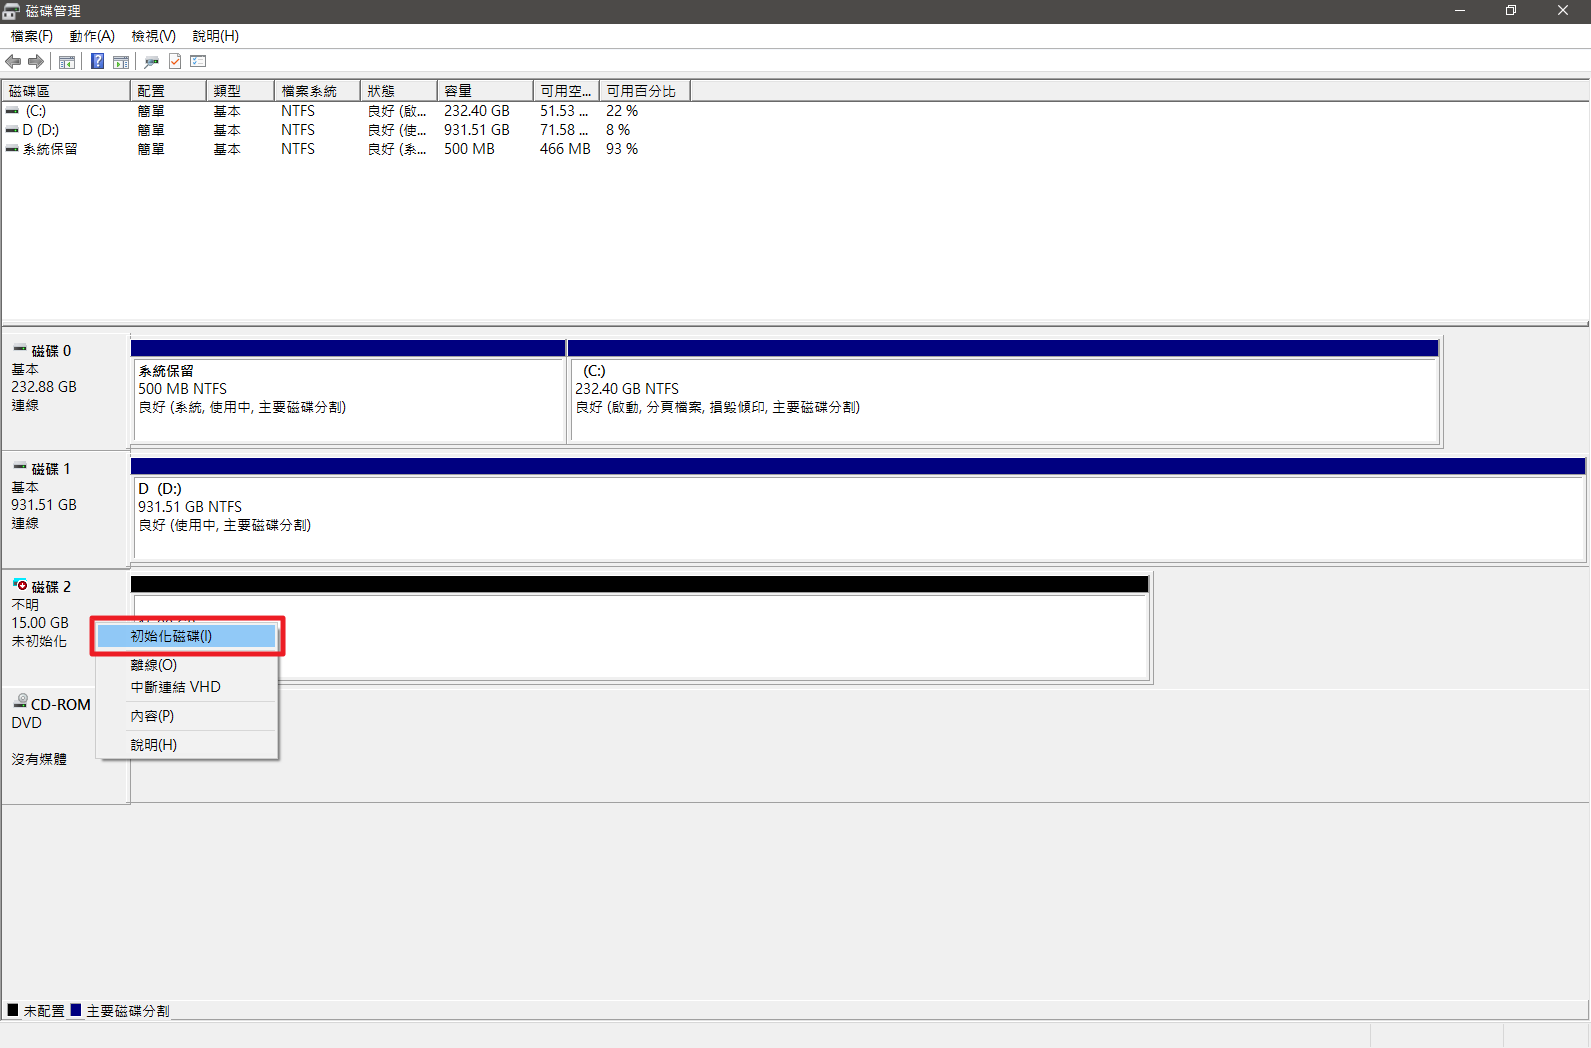 磁碟管理
檔案(F) 動作(A) 檢視(V) 說明(H)
磁碟區 配置 類型 檔案系統 狀態 容量 可用空... 可用百分比
(C:) 簡單 基本 NTFS 良好 (啟... 232.40 GB 51.53 ... 22 %
D (D:) 簡單 基本 NTFS 良好 (使... 931.51 GB 71.58 ... 8 %
系統保留 簡單 基本 NTFS 良好 (系... 500 MB 466 MB 93 %
磁碟 0
基本
232.88 GB
連線
系統保留
500 MB NTFS
良好 (系統, 使用中, 主要磁碟分割)
(C:)
232.40 GB NTFS
良好 (啟動, 分頁檔案, 損毀傾印, 主要磁碟分割)
磁碟 1
基本
931.51 GB
連線
D (D:)
931.51 GB NTFS
良好 (使用中, 主要磁碟分割)
磁碟 2
不明
15.00 GB
未初始化
初始化磁碟(I)
離線(O)
中斷連結 VHD
內容(P)
說明(H)
CD-ROM
DVD
沒有媒體
未配置 主要磁碟分割